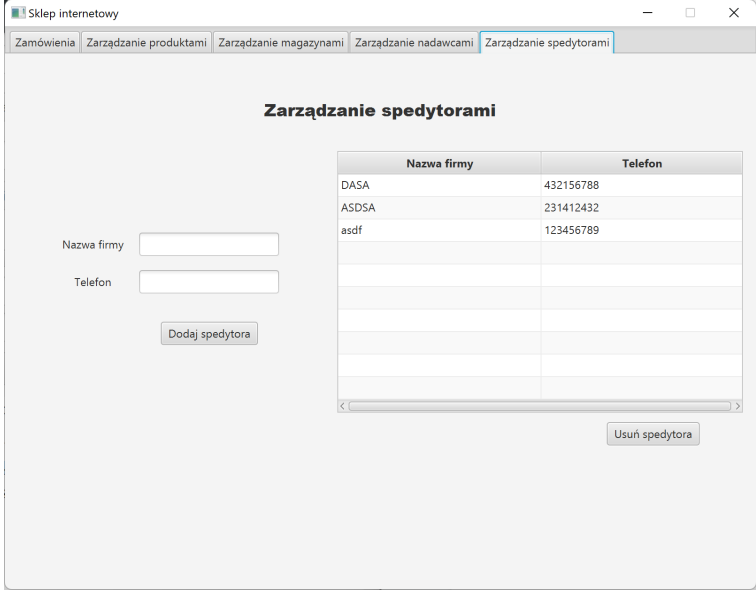 Sklep internetowy
Zamówienia Zarządzanie produktami Zarządzanie magazynami Zarządzanie nadawcami Zarządzanie spedytorami
Zarządzanie spedytorami
Nazwa firmy Telefon
DASA 432156788
ASDSA 231412432
asdf 123456789
Nazwa firmy
Telefon
Dodaj spedytora
Usuń spedytora